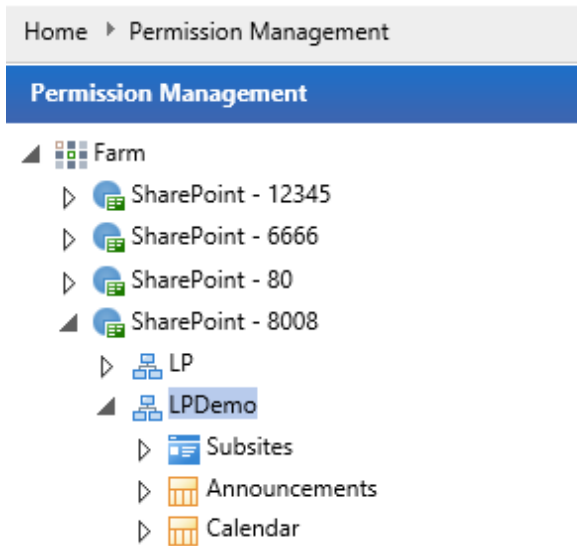 Home Permission Management
Permission Management
Farm
SharePoint - 12345
SharePoint - 6666
SharePoint - 80
SharePoint - 8008
LP
LPDemo
Subsites
Announcements
Calendar